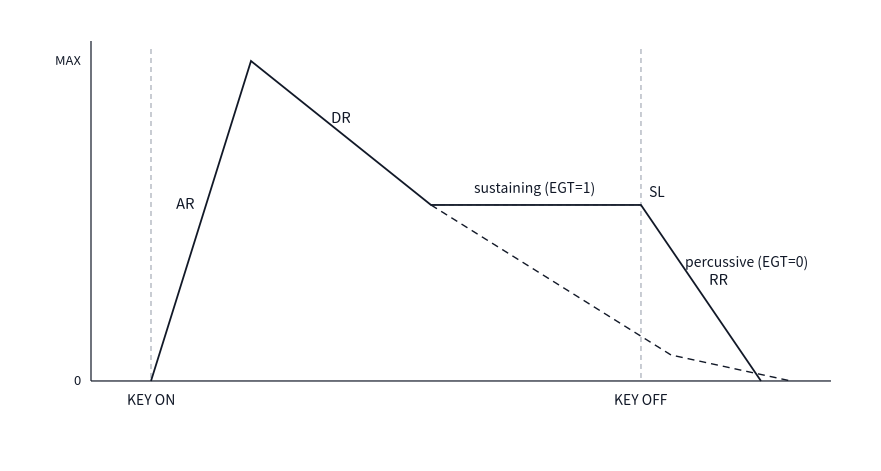 MAX
DR
sustaining (EGT=1)
SL
AR
percussive (EGT=0)
RR
0
KEY ON
KEY OFF